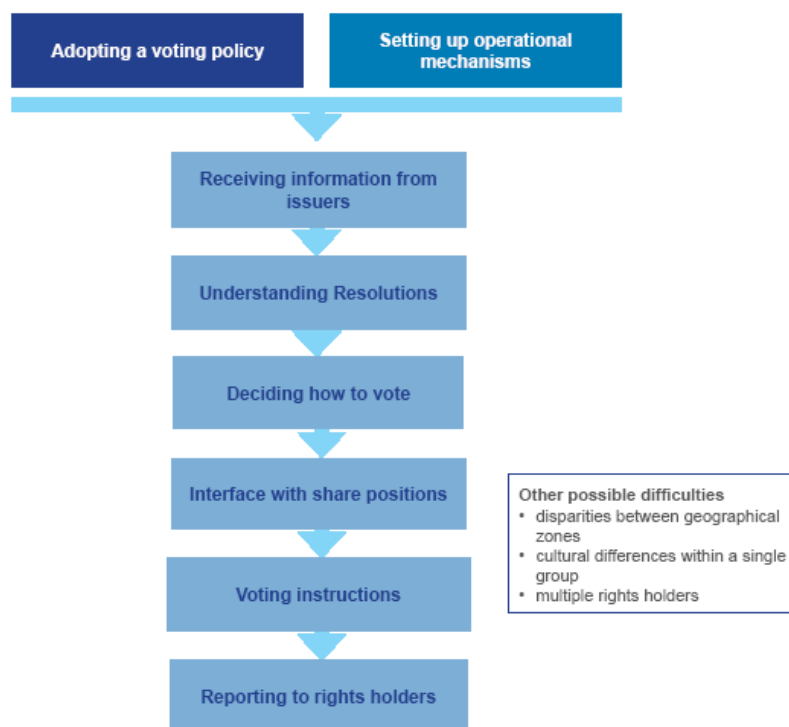 Adopting a voting policy
Setting up operational
mechanisms
Receiving information from
issuers
Understanding Resolutions
Deciding how to vote
Interface with share positions
Voting instructions
Reporting to rights holders
Other possible difficulties
• disparities between geographical
zones
• cultural differences within a single
group
• multiple rights holders